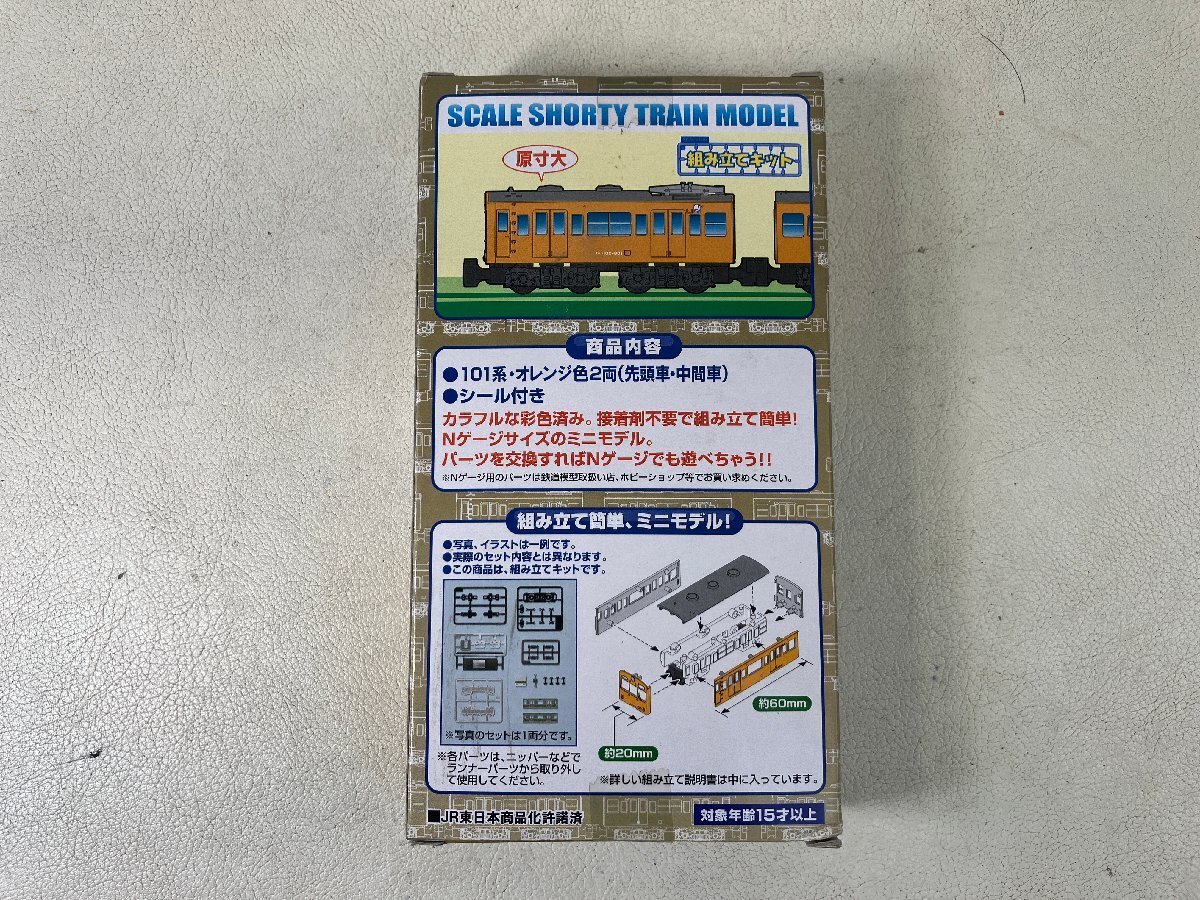 SCALE SHORTY TRAIN MODEL
原寸大
組み立てキット
商品内容
●101系・オレンジ色2両(先頭車・中間車)
●シール付き
カラフルな彩色済み。接着剤不要で組み立て簡単!
Nゲージサイズのミニモデル。
パーツを交換すればNゲージでも遊べちゃう!!
※Nゲージ用のパーツは鉄道模型取扱い店、ホビーショップ等でお買い求めください。
組み立て簡単、ミニモデル!
●写真、イラストは一例です。
●実際のセット内容とは異なります。
●この商品は、組み立てキットです。
※写真のセットは1両分です。
約60mm
約20mm
※各パーツは、ニッパーなどで
ランナーパーツから取り外し
て使用してください。
※詳しい組み立て説明書は中に入っています。
■JR東日本商品化許諾済
対象年齢15才以上